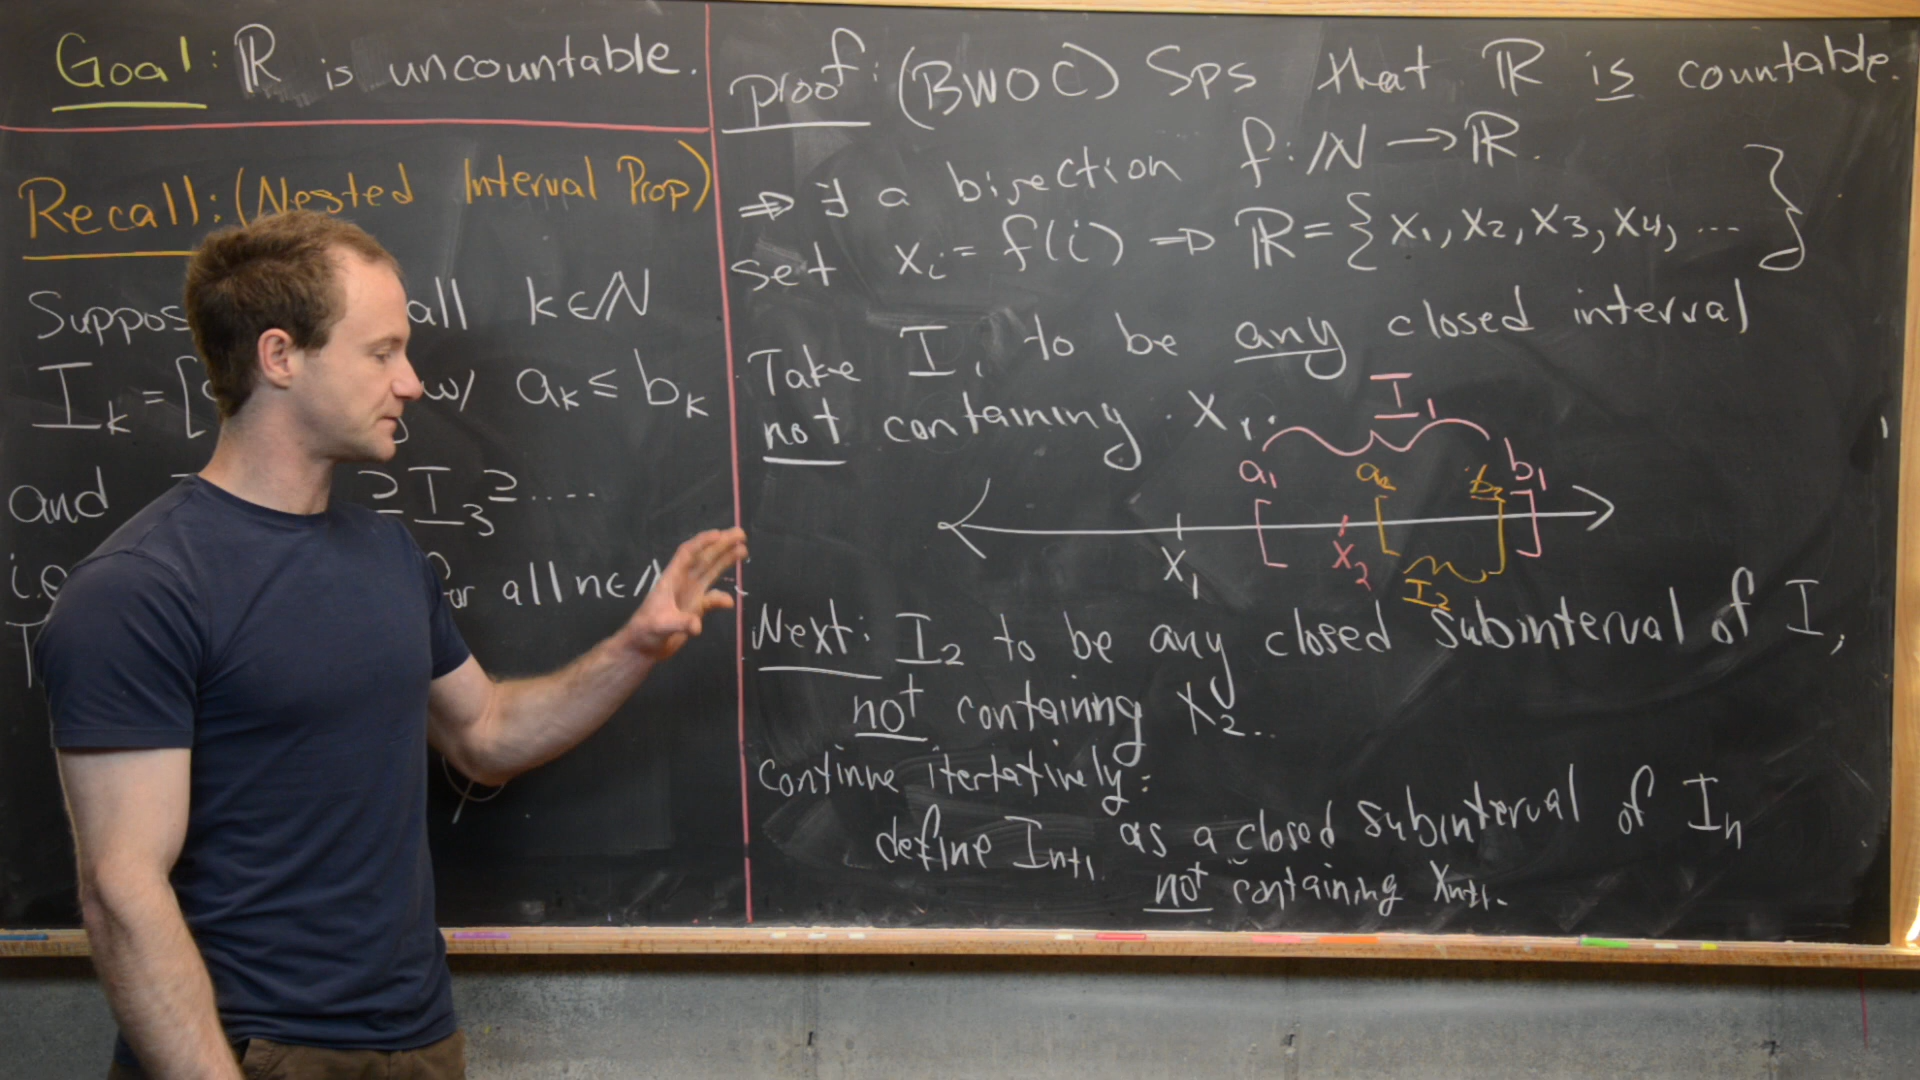 Goal: ℝ is uncountable.
Recall: (Nested Interval Prop)
Suppos all k∈ℕ
I_k = [ w/ a_k ≤ b_k
and ⊇ I_3 ⊇ ....
i.e for all n∈ℕ
Proof: (BWOC) Sps that ℝ is countable.
⇒ ∃ a bijection f: ℕ → ℝ.
set x_i = f(i) ⇒ ℝ = {x_1, x_2, x_3, x_4, ... }
Take I_1 to be any closed interval
not containing x_1.
I_1
a_1 a_2 b_2 b_1
x_1 x_2 I_2
Next: I_2 to be any closed subinterval of I_1
not containing x_2.
Continue itertatively:
define I_{n+1} as a closed subinterval of I_n
not containing x_{n+1}.